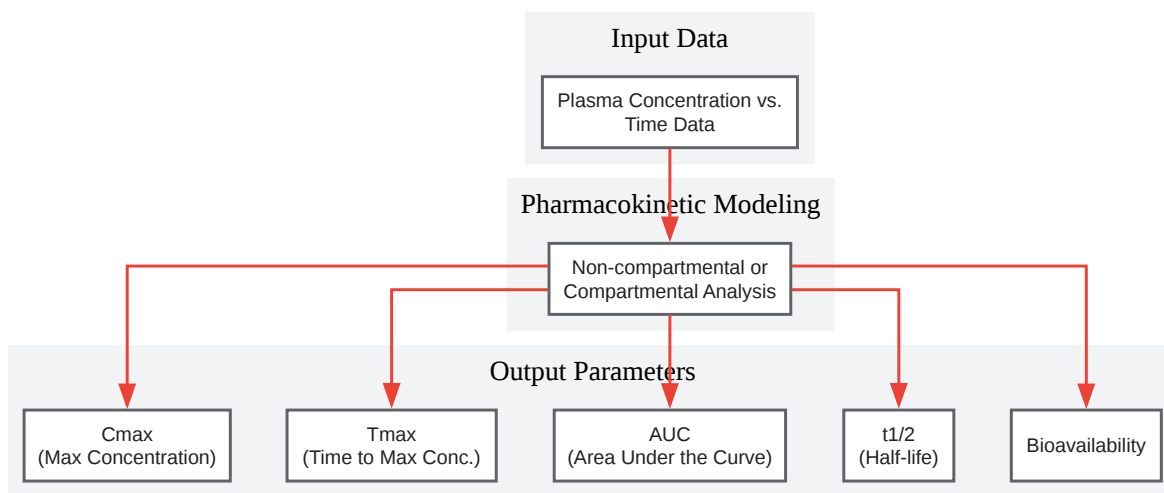 Input Data
Plasma Concentration vs.
Time Data
Pharmacokinetic Modeling
Non-compartmental or
Compartmental Analysis
Output Parameters
Cmax
(Max Concentration)
Tmax
(Time to Max Conc.)
AUC
(Area Under the Curve)
t1/2
(Half-life)
Bioavailability